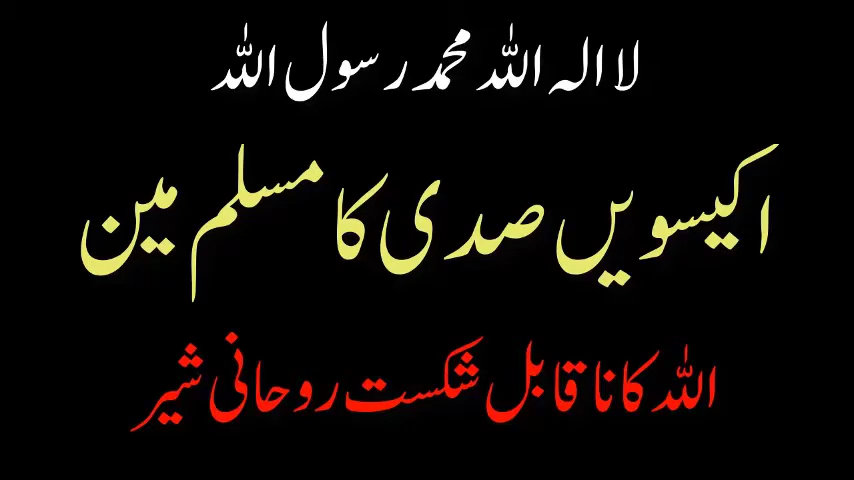 لا الہ اللہ محمد رسول اللہ
اکیسویں صدی کا مسلم مین
اللہ کا نا قابل شکست روحانی شیر